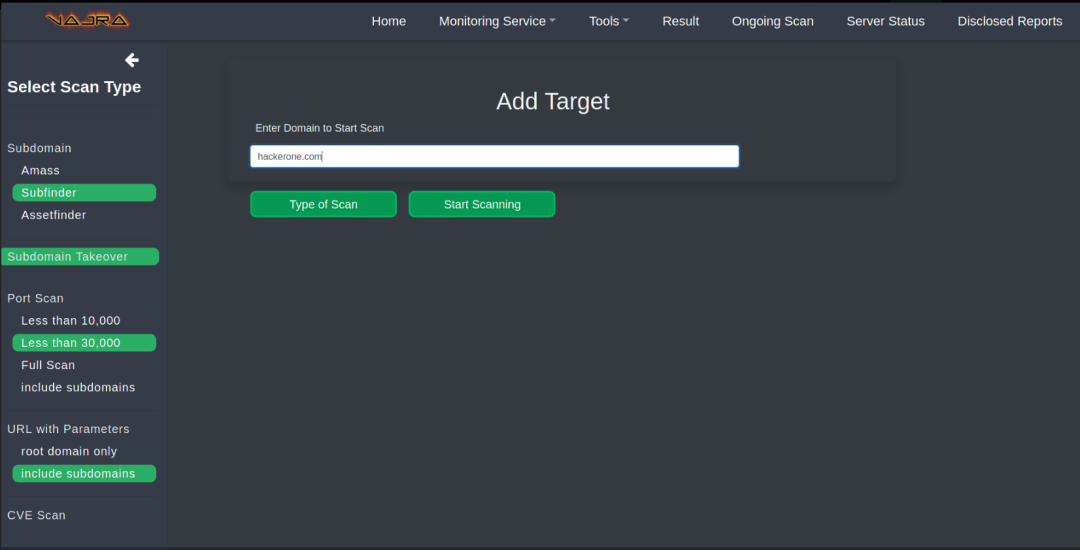 VAJRA
Home Monitoring Service Tools Result Ongoing Scan Server Status Disclosed Reports
Select Scan Type
Subdomain
Amass
Subfinder
Assetfinder
Subdomain Takeover
Port Scan
Less than 10,000
Less than 30,000
Full Scan
include subdomains
URL with Parameters
root domain only
include subdomains
CVE Scan
Add Target
Enter Domain to Start Scan
hackerone.com
Type of Scan Start Scanning